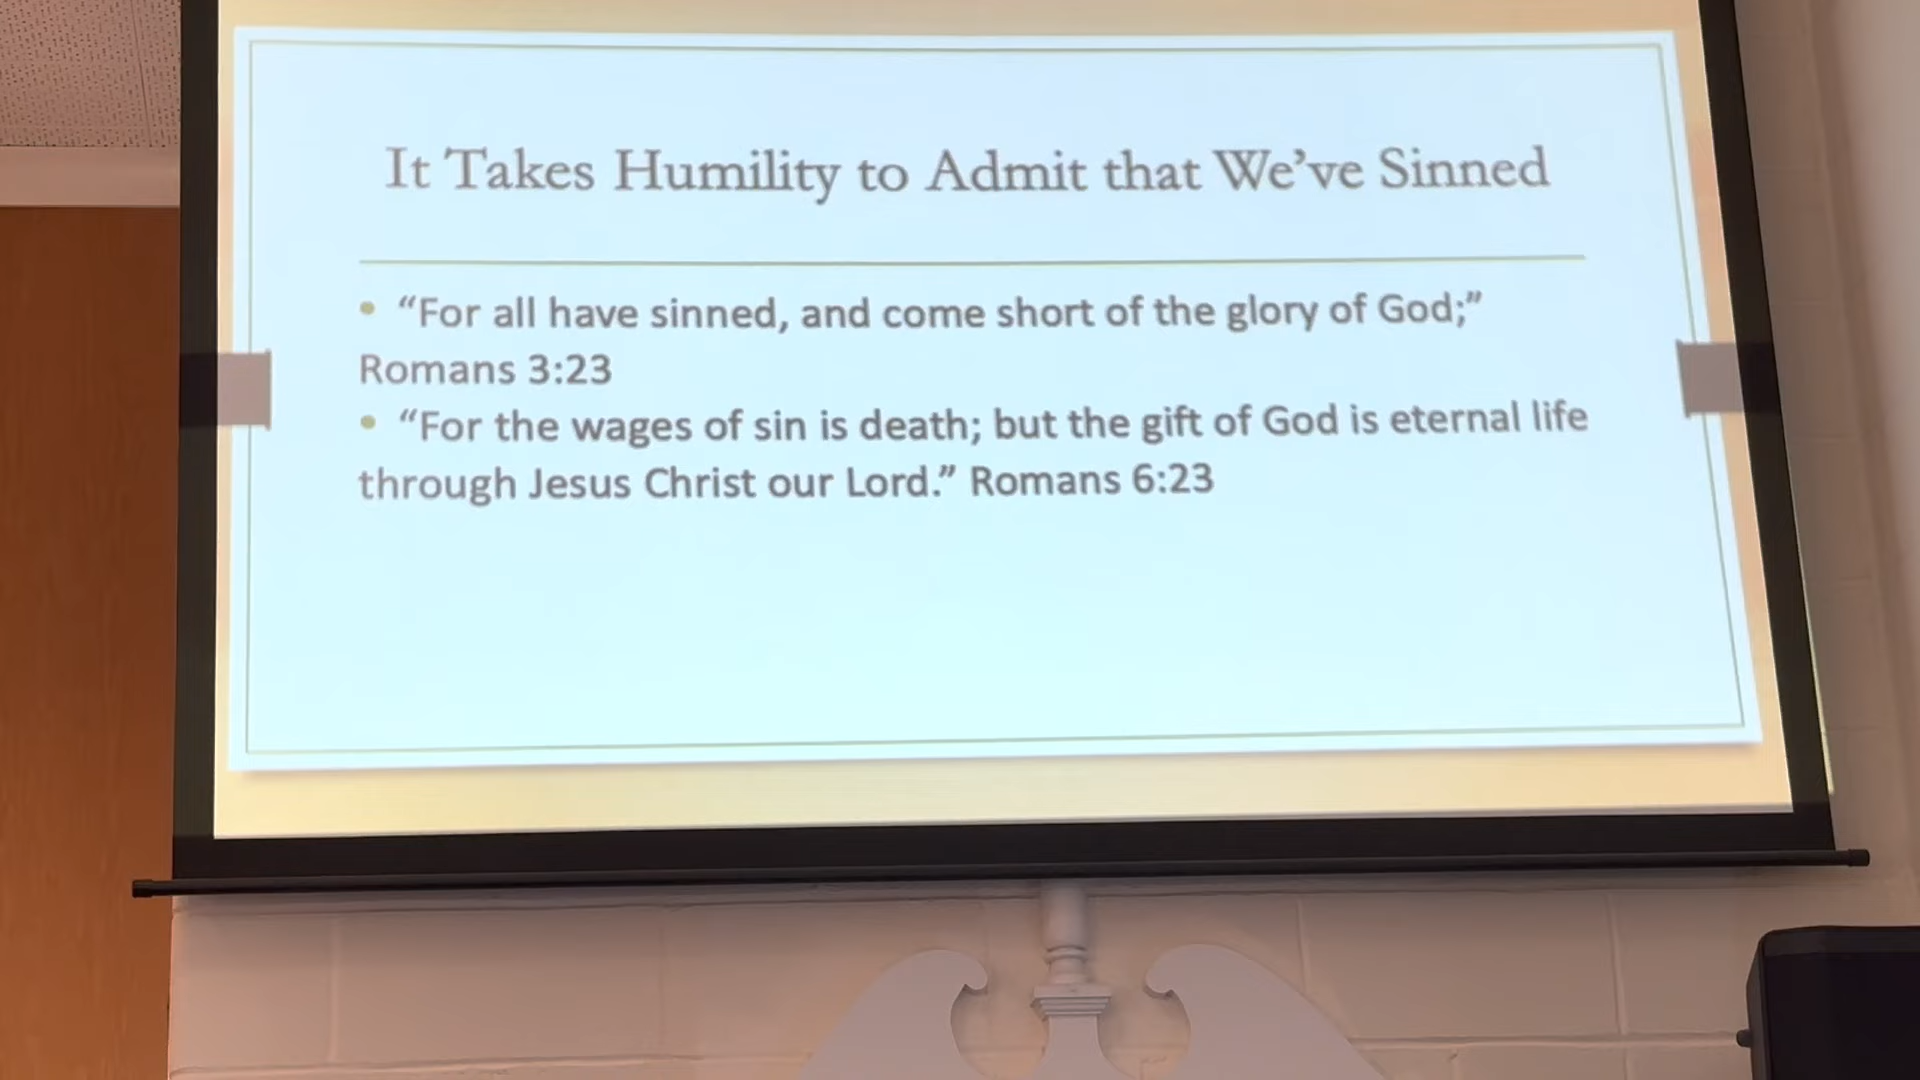 It Takes Humility to Admit that We’ve Sinned
• “For all have sinned, and come short of the glory of God;”
Romans 3:23
• “For the wages of sin is death; but the gift of God is eternal life
through Jesus Christ our Lord.” Romans 6:23